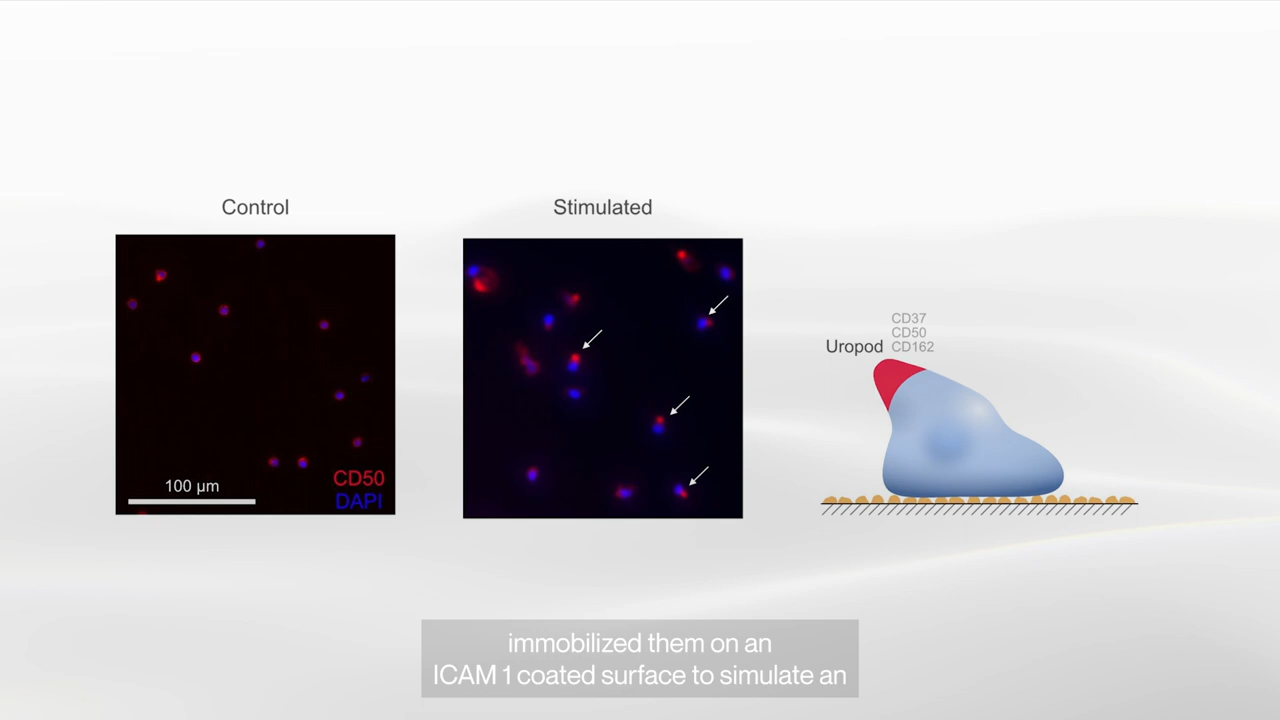 Control
Stimulated
100 µm
CD50
DAPI
Uropod
CD37
CD50
CD162
immobilized them on an
ICAM 1 coated surface to simulate an